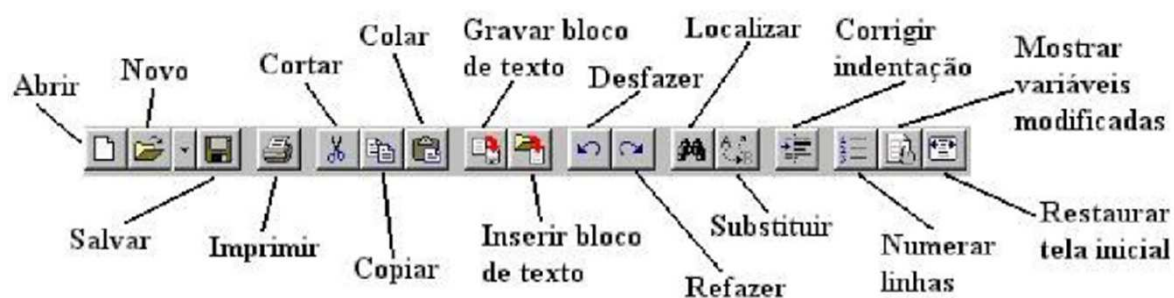 Abrir
Novo
Cortar
Colar
Gravar bloco
de texto
Desfazer
Localizar
Corrigir
indentação
Mostrar
variáveis
modificadas
Salvar
Imprimir
Copiar
Inserir bloco
de texto
Refazer
Substituir
Numerar
linhas
Restaurar
tela inicial